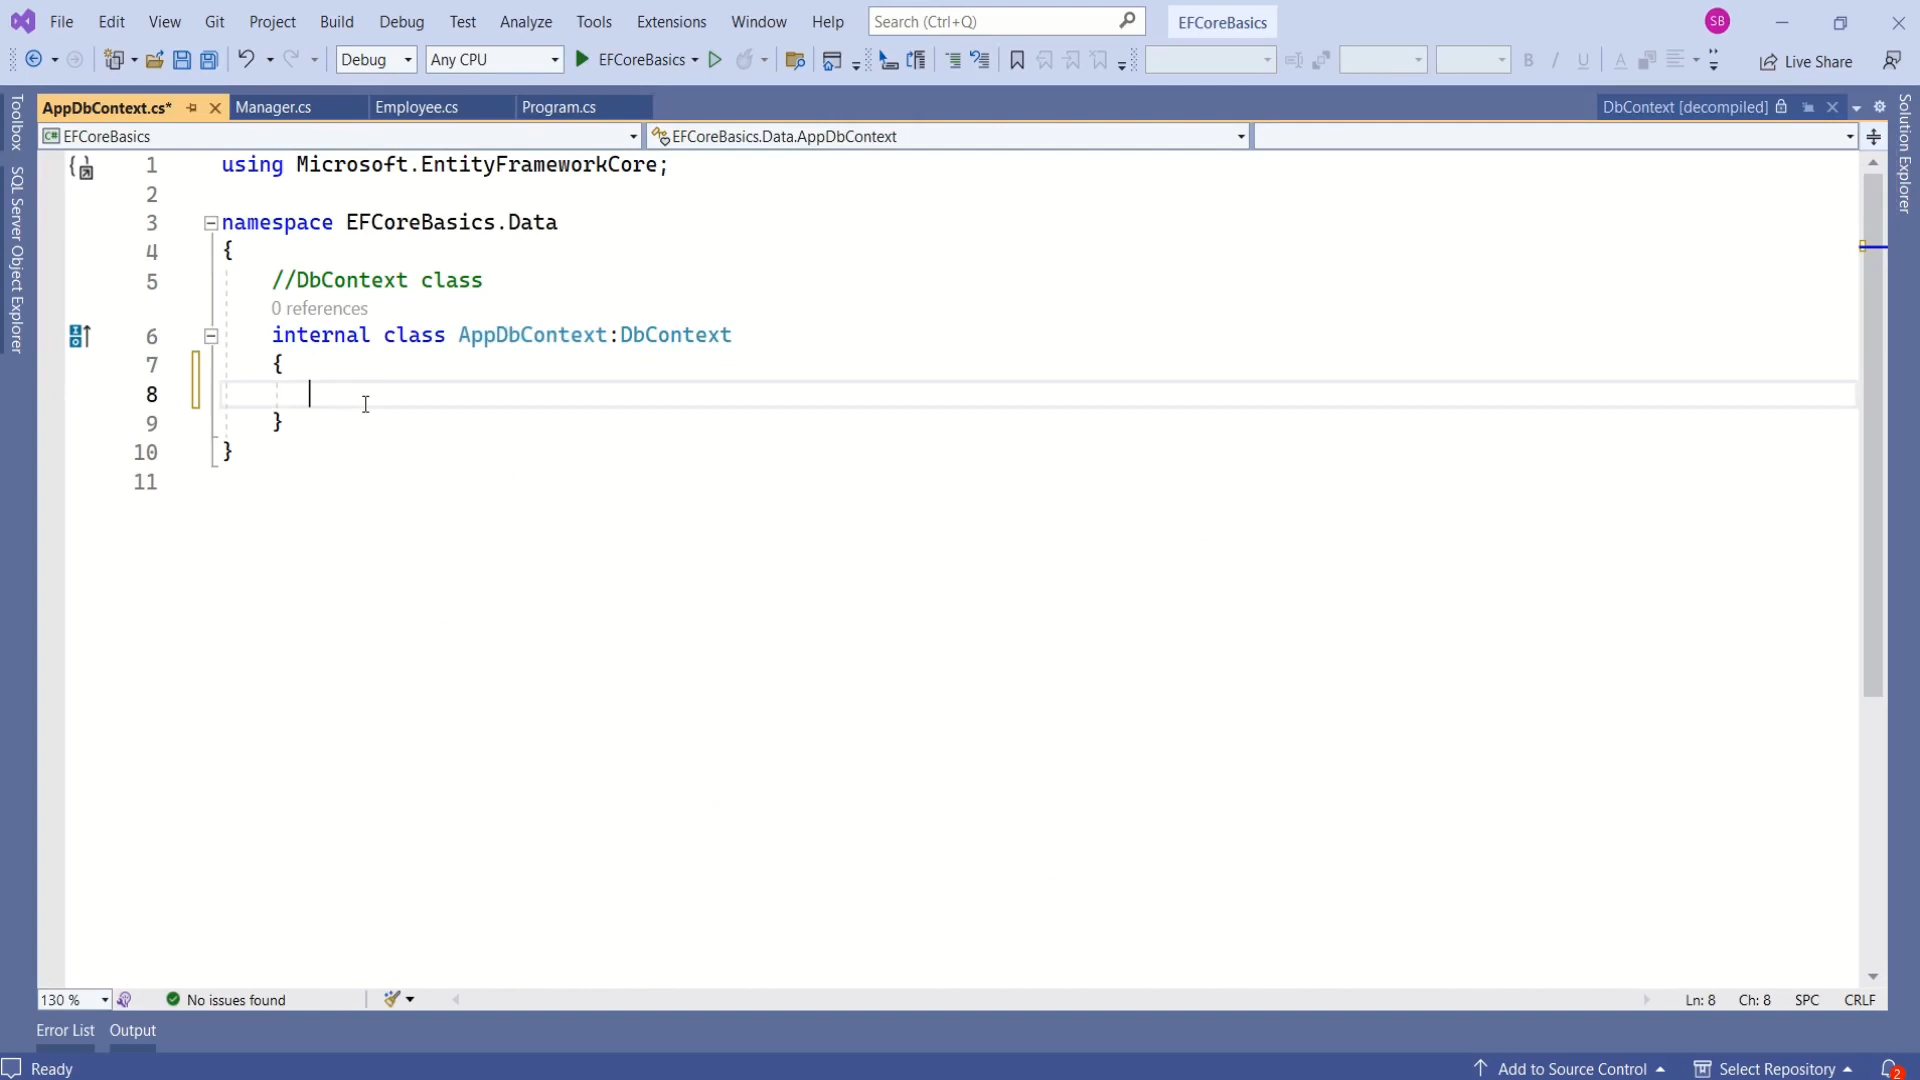 File Edit View Git Project Build Debug Test Analyze Tools Extensions Window Help Search (Ctrl+Q) EFCoreBasics SB
Debug Any CPU EFCoreBasics Live Share
AppDbContext.cs* Manager.cs Employee.cs Program.cs DbContext [decompiled]
EFCoreBasics EFCoreBasics.Data.AppDbContext
Toolbox
SQL Server Object Explorer
Solution Explorer
1 using Microsoft.EntityFrameworkCore;
2
3 namespace EFCoreBasics.Data
4 {
5 //DbContext class
0 references
6 internal class AppDbContext:DbContext
7 {
8
9 }
10 }
11
130 % No issues found Ln: 8 Ch: 8 SPC CRLF
Error List Output
Ready Add to Source Control Select Repository 2